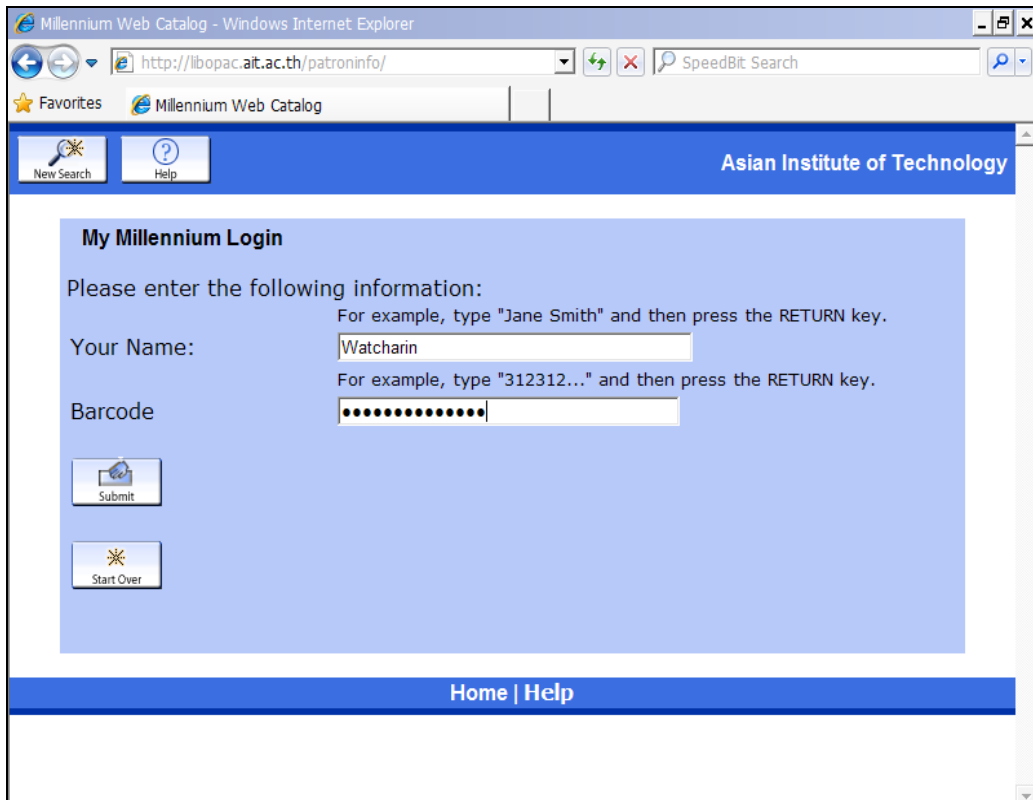 Millennium Web Catalog - Windows Internet Explorer
http://libopac.ait.ac.th/patroninfo/ SpeedBit Search
Favorites Millennium Web Catalog
New Search Help Asian Institute of Technology
My Millennium Login
Please enter the following information:
For example, type "Jane Smith" and then press the RETURN key.
Your Name: Watcharin
For example, type "312312..." and then press the RETURN key.
Barcode ●●●●●●●●●●●●●●
Submit
Start Over
Home | Help